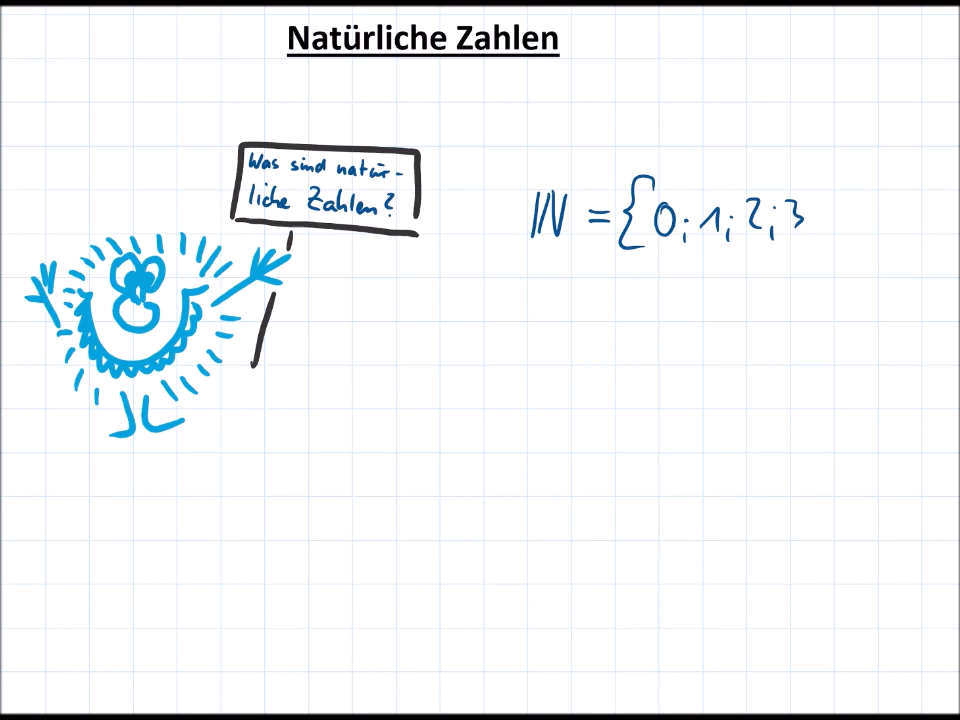 Natürliche Zahlen
Was sind natür-
liche Zahlen?
ℕ = {0; 1; 2; 3